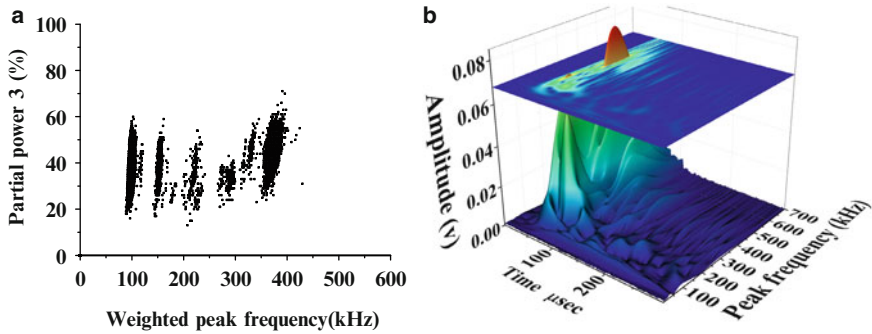 a
100
80
60
40
20
0
Partial power 3 (%)
0 100 200 300 400 500 600
Weighted peak frequency(kHz)
b
0.08
0.06
0.04
0.02
0.00
Amplitude (v)
100 200
Time μsec
100 200 300 400 500 600 700
Peak frequency (kHz)